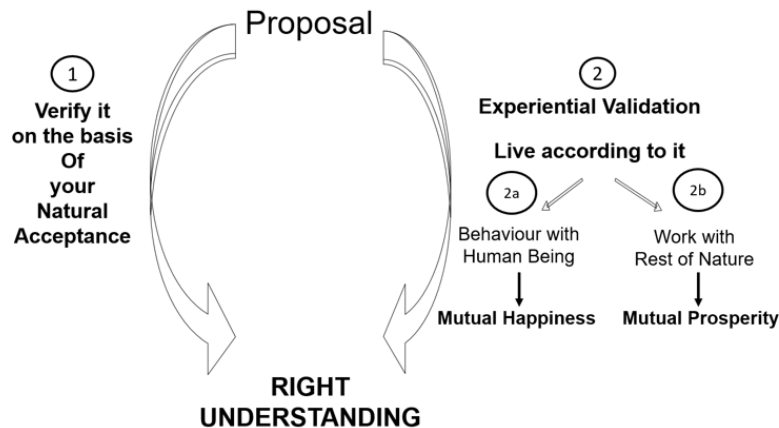 Proposal
1
Verify it
on the basis
Of
your
Natural
Acceptance
2
Experiential Validation
Live according to it
2a
Behaviour with
Human Being
Mutual Happiness
2b
Work with
Rest of Nature
Mutual Prosperity
RIGHT
UNDERSTANDING